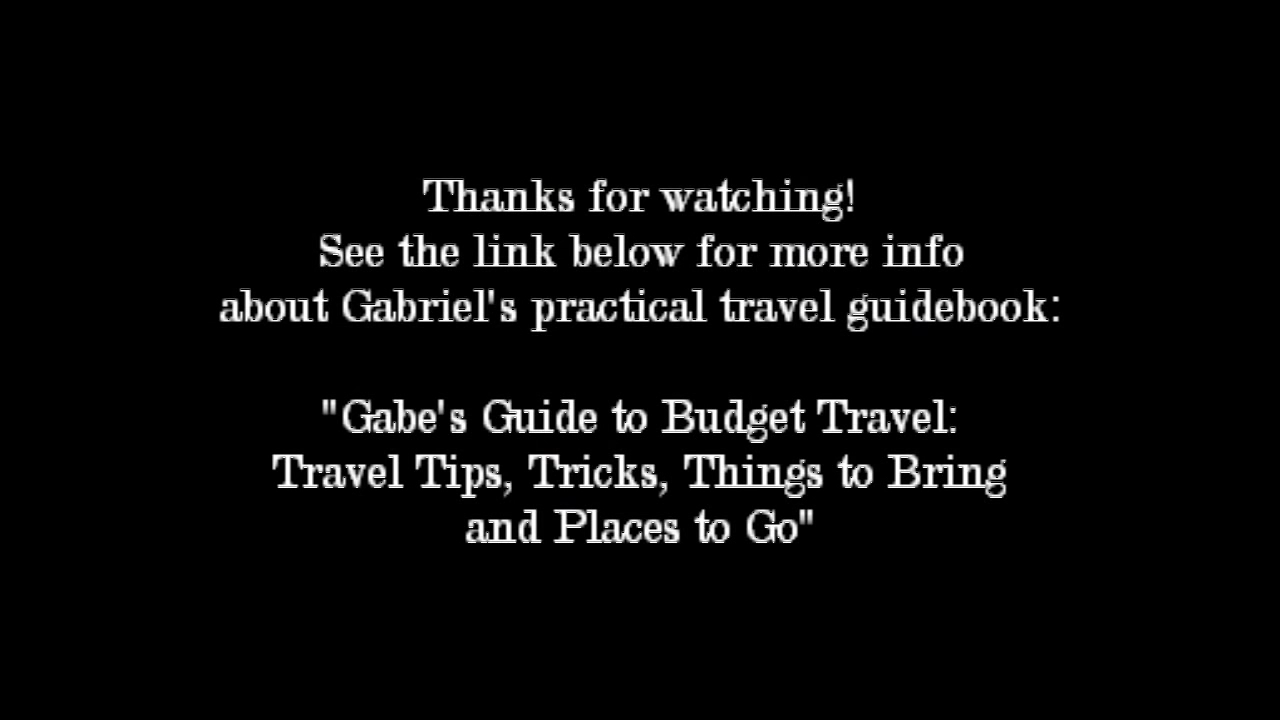 Thanks for watching!
See the link below for more info
about Gabriel's practical travel guidebook:
"Gabe's Guide to Budget Travel:
Travel Tips, Tricks, Things to Bring
and Places to Go"